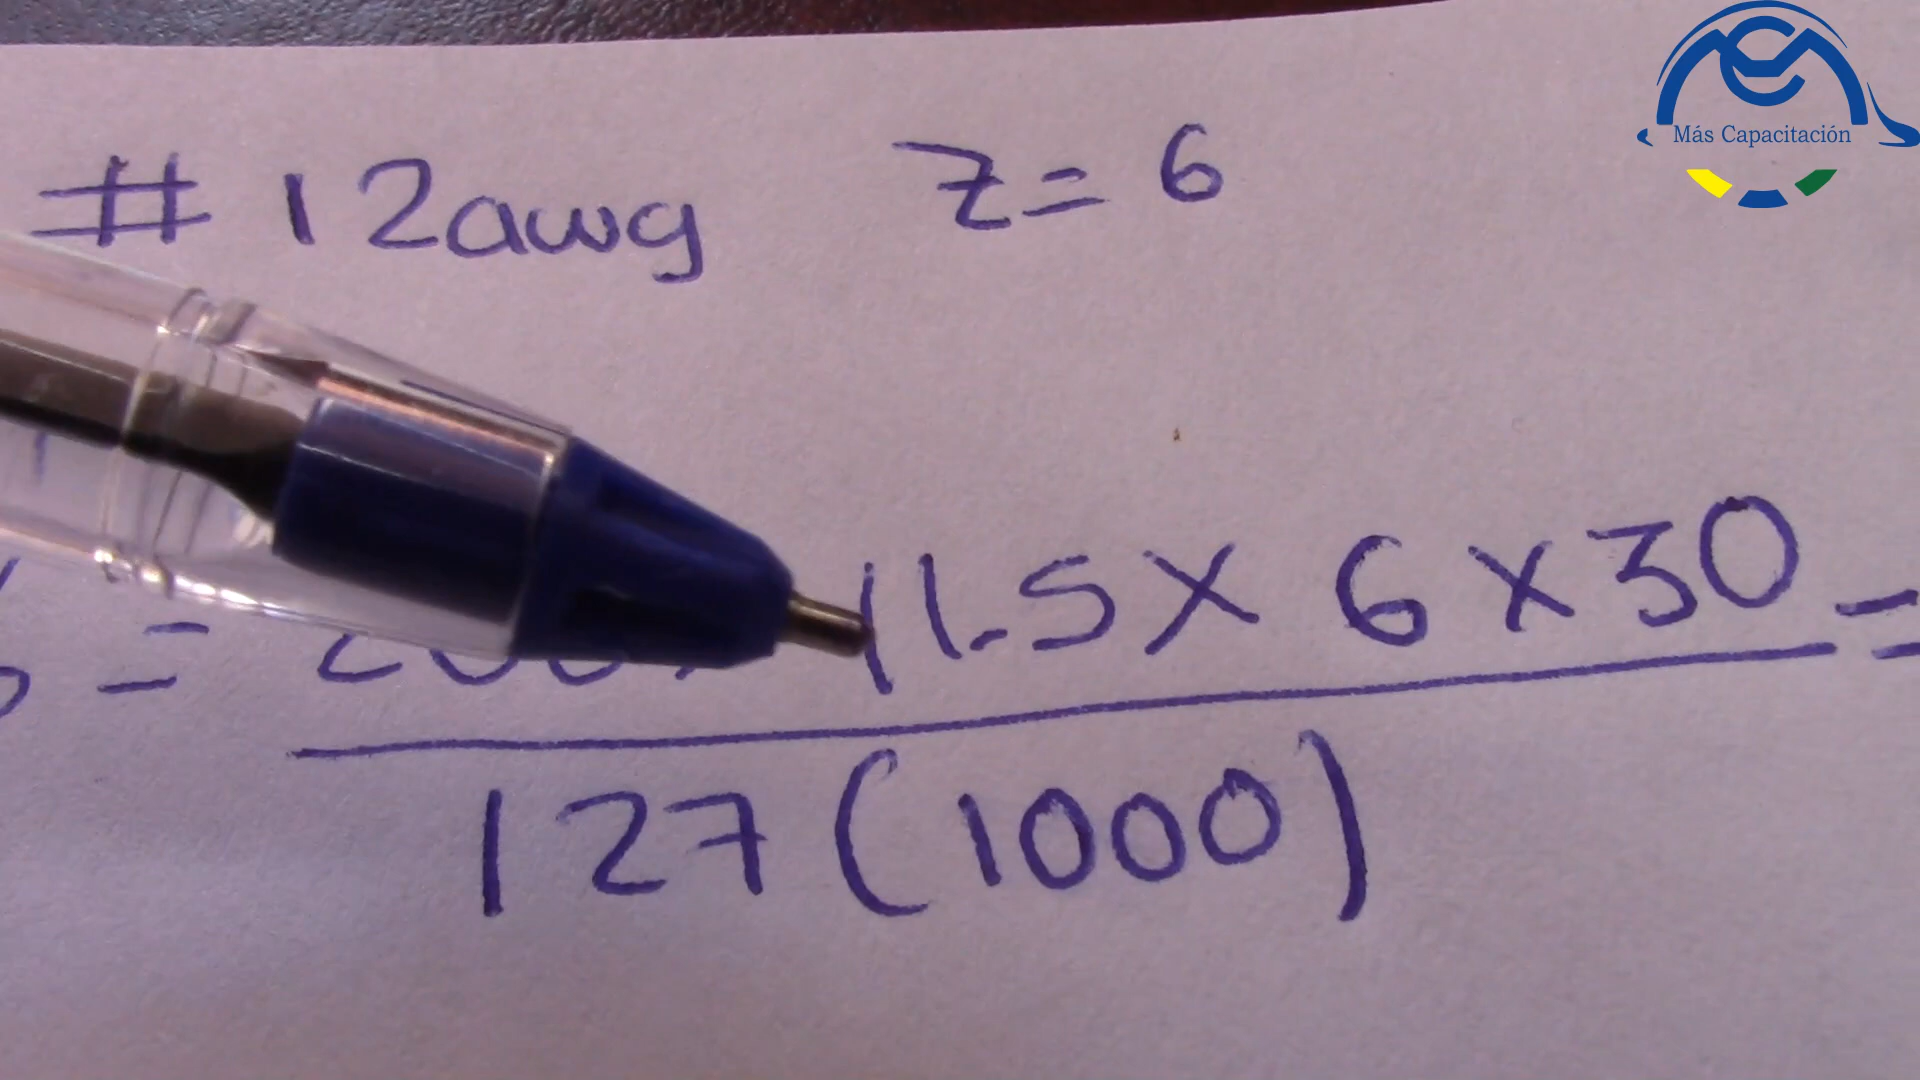 Más Capacitación
# 12awg z = 6
= 11.5 x 6 x 30 =
127 (1000)